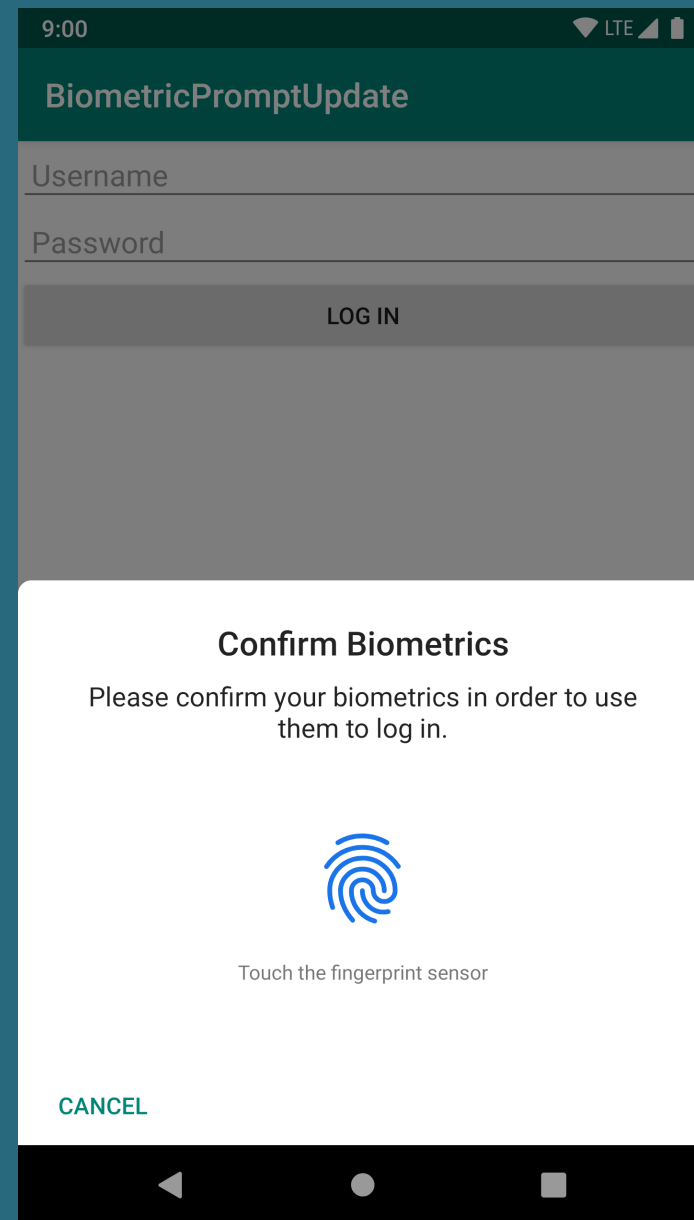 9:00 LTE
BiometricPromptUpdate
Username
Password
LOG IN
Confirm Biometrics
Please confirm your biometrics in order to use
them to log in.
Touch the fingerprint sensor
CANCEL